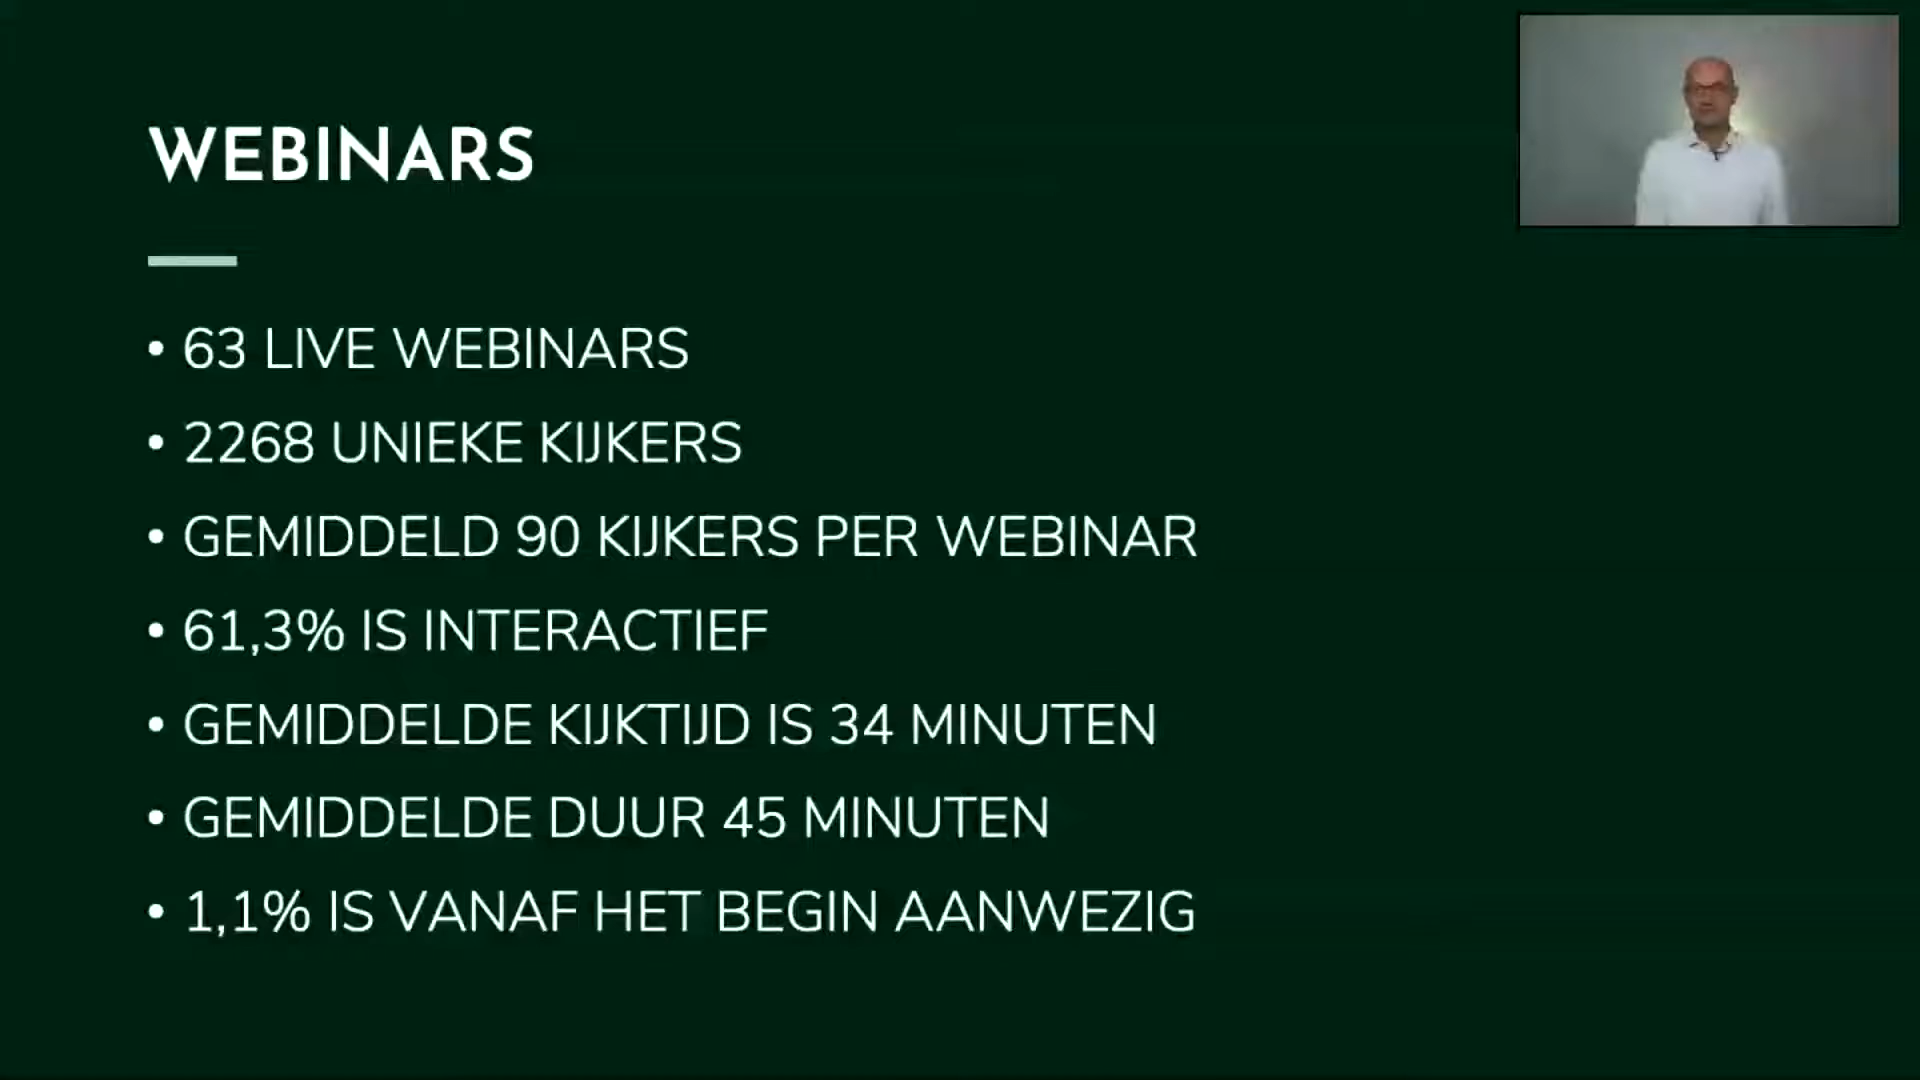 WEBINARS
• 63 LIVE WEBINARS
• 2268 UNIEKE KIJKERS
• GEMIDDELD 90 KIJKERS PER WEBINAR
• 61,3% IS INTERACTIEF
• GEMIDDELDE KIJKTIJD IS 34 MINUTEN
• GEMIDDELDE DUUR 45 MINUTEN
• 1,1% IS VANAF HET BEGIN AANWEZIG